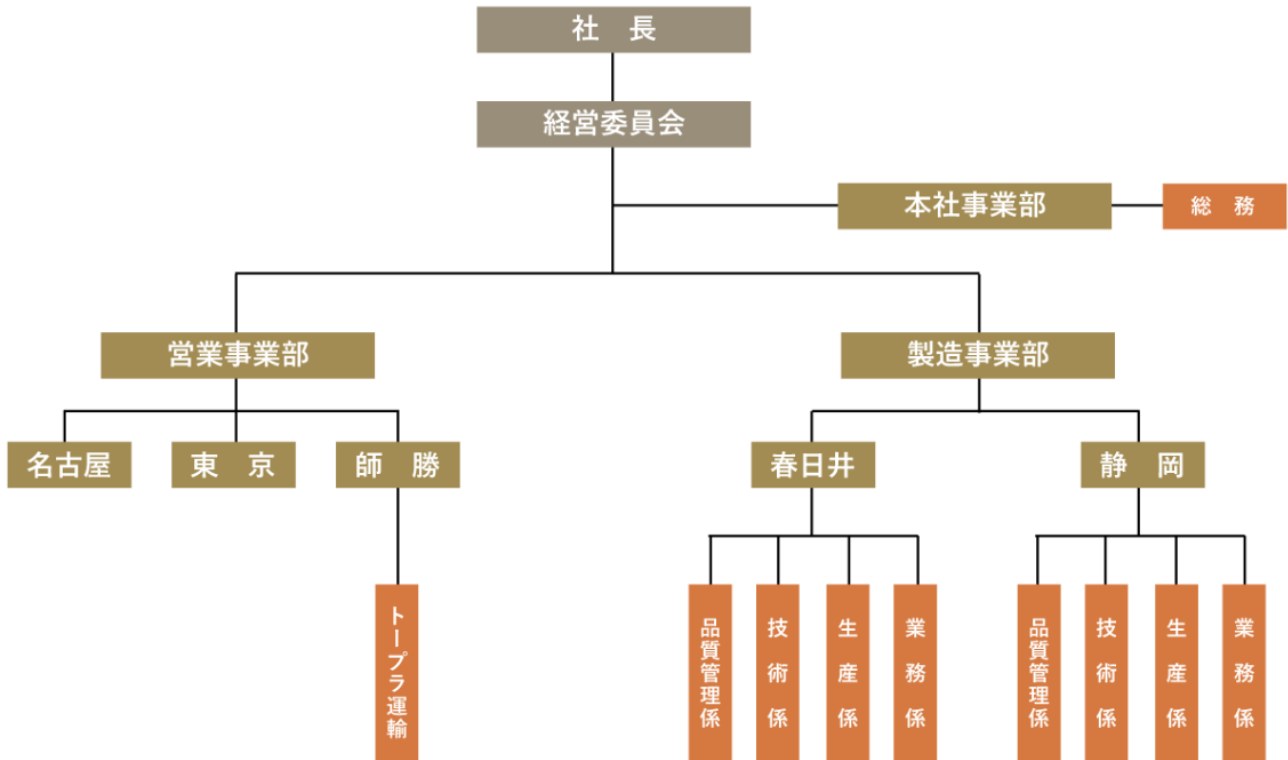 社　長
経営委員会
本社事業部
総　務
営業事業部
製造事業部
名古屋
東　京
師　勝
春日井
静　岡
トープラ運輸
品質管理係
技術係
生産係
業務係
品質管理係
技術係
生産係
業務係